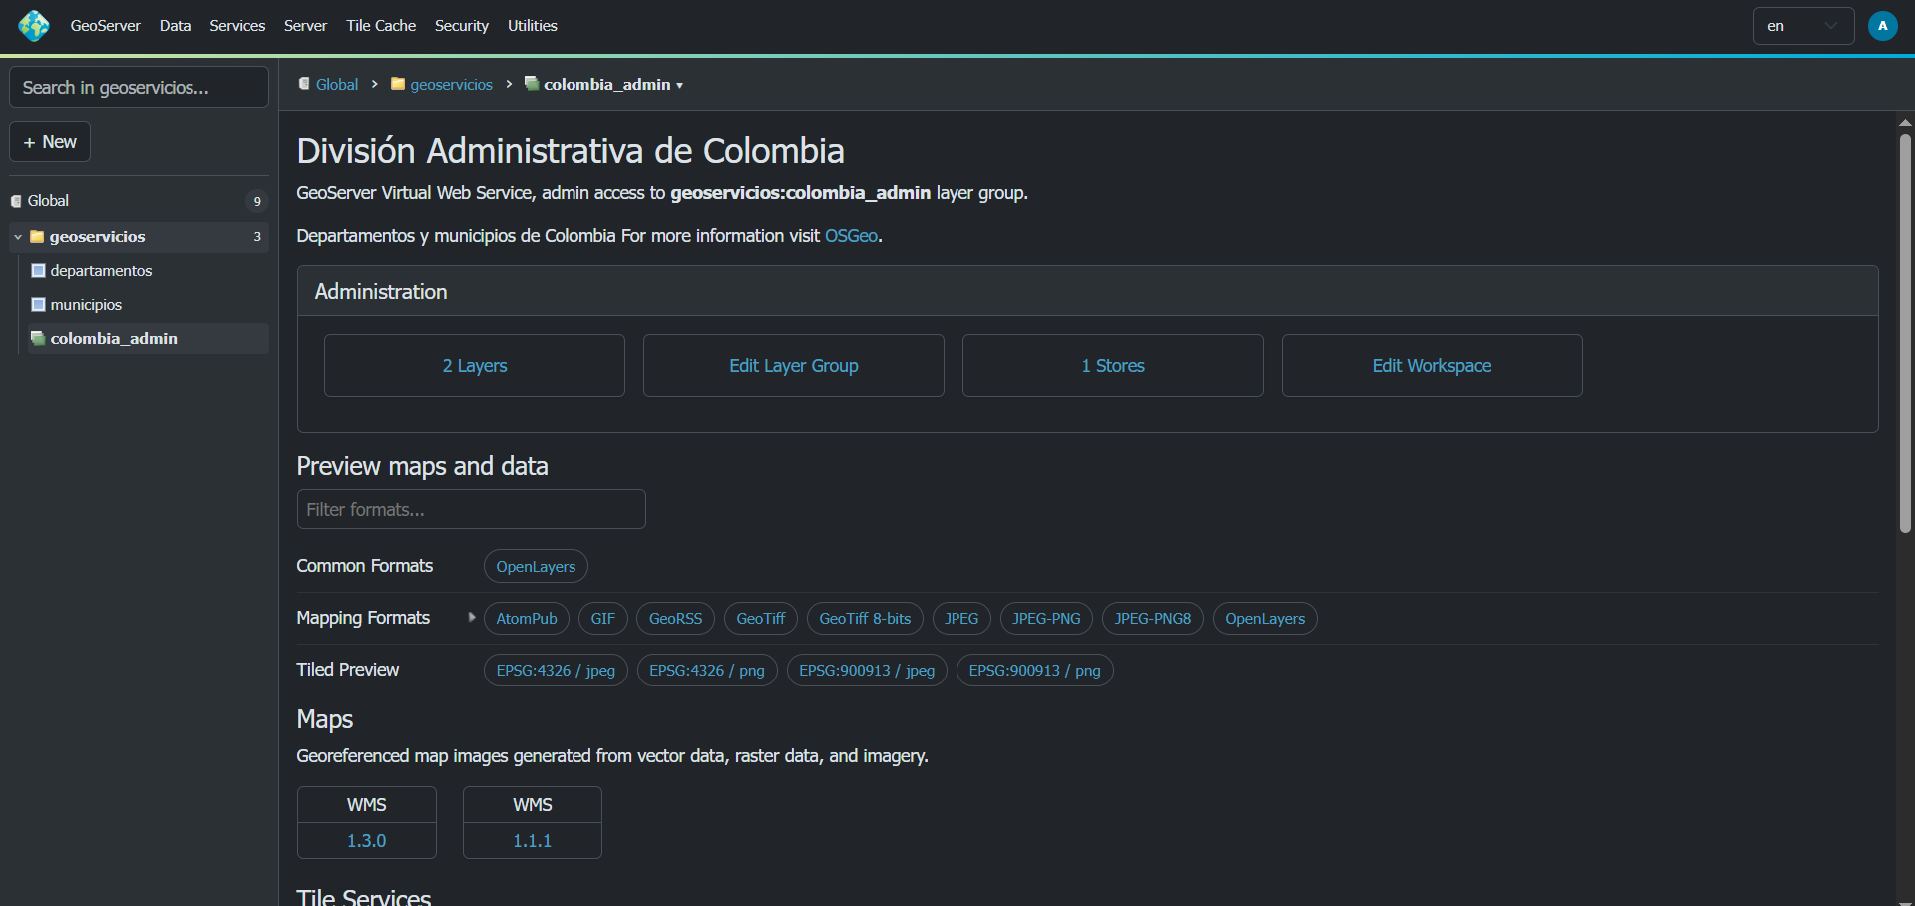 GeoServer Data Services Server Tile Cache Security Utilities en A
Search in geoservicios...
+ New
Global 9
geoservicios 3
departamentos
municipios
colombia_admin
Global > geoservicios > colombia_admin
División Administrativa de Colombia
GeoServer Virtual Web Service, admin access to geoservicios:colombia_admin layer group.
Departamentos y municipios de Colombia For more information visit OSGeo.
Administration
2 Layers Edit Layer Group 1 Stores Edit Workspace
Preview maps and data
Filter formats...
Common Formats OpenLayers
Mapping Formats AtomPub GIF GeoRSS GeoTiff GeoTiff 8-bits JPEG JPEG-PNG JPEG-PNG8 OpenLayers
Tiled Preview EPSG:4326 / jpeg EPSG:4326 / png EPSG:900913 / jpeg EPSG:900913 / png
Maps
Georeferenced map images generated from vector data, raster data, and imagery.
WMS WMS
1.3.0 1.1.1
Tile Services